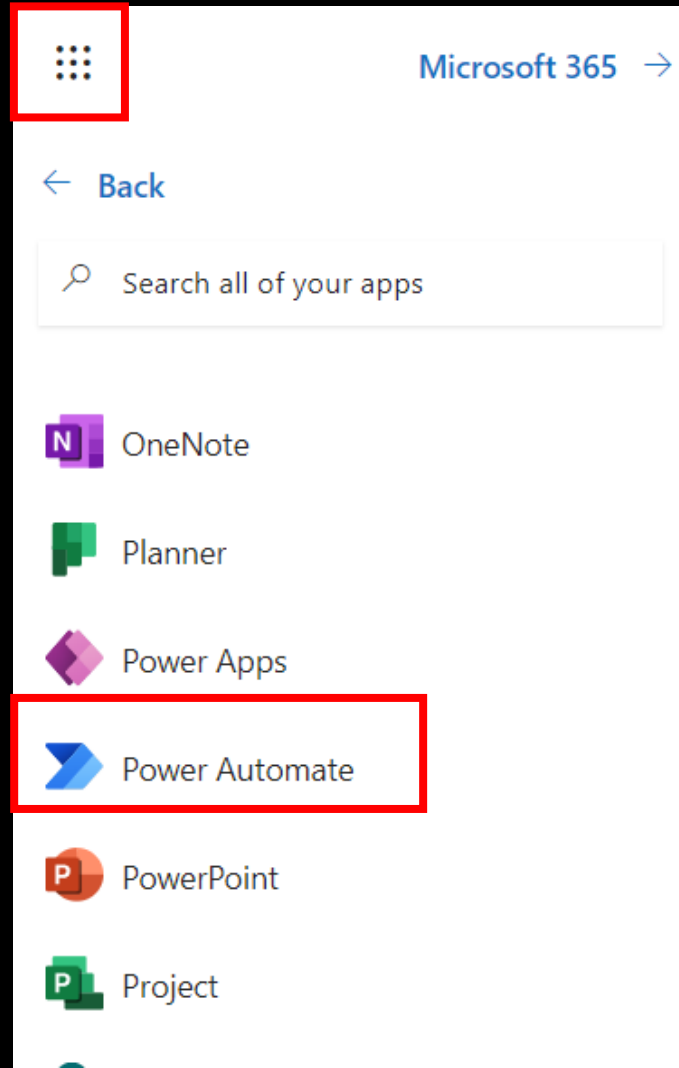 Microsoft 365 →
← Back
Search all of your apps
N OneNote
Planner
Power Apps
Power Automate
P PowerPoint
P Project